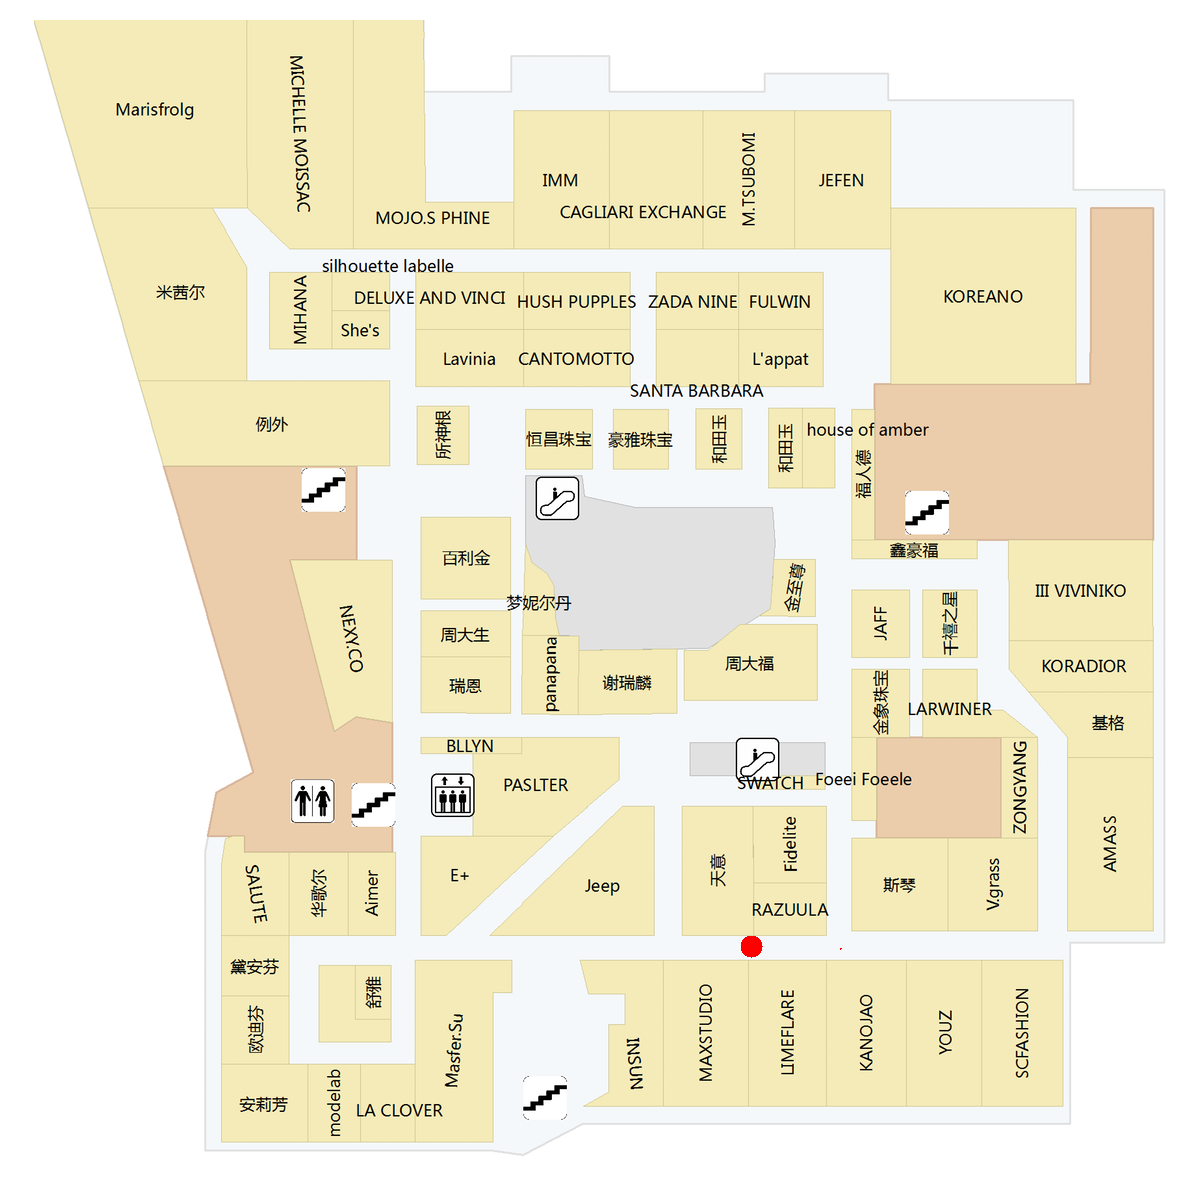 Marisfrolg
MICHELLE MOISSAC
MOJO.S PHINE
IMM
CAGLIARI EXCHANGE
M.TSUBOMI
JEFEN
米茜尔
silhouette labelle
MIHANA
DELUXE AND VINCI
She's
HUSH PUPPLES
ZADA NINE
FULWIN
KOREANO
Lavinia
CANTOMOTTO
L'appat
SANTA BARBARA
例外
所神根
恒昌珠宝
豪雅珠宝
和田玉
和田玉
house of amber
福人德
鑫豪福
百利金
梦妮尔丹
金至尊
III VIVINIKO
JAFF
千禧之星
NEXY.CO
周大生
瑞恩
panapana
谢瑞麟
周大福
KORADIOR
金象珠宝
LARWINER
基格
BLLYN
PASLTER
SWATCH
Foeei Foeele
ZONGYANG
AMASS
SALUTE
华歌尔
Aimer
E+
Jeep
天意
Fidelite
RAZUULA
斯琴
V.grass
黛安芬
欧迪芬
舒雅
Masfer.Su
安莉芳
modelab
LA CLOVER
INSUN
MAXSTUDIO
LIMEFLARE
KANOJAO
YOUZ
SCFASHION